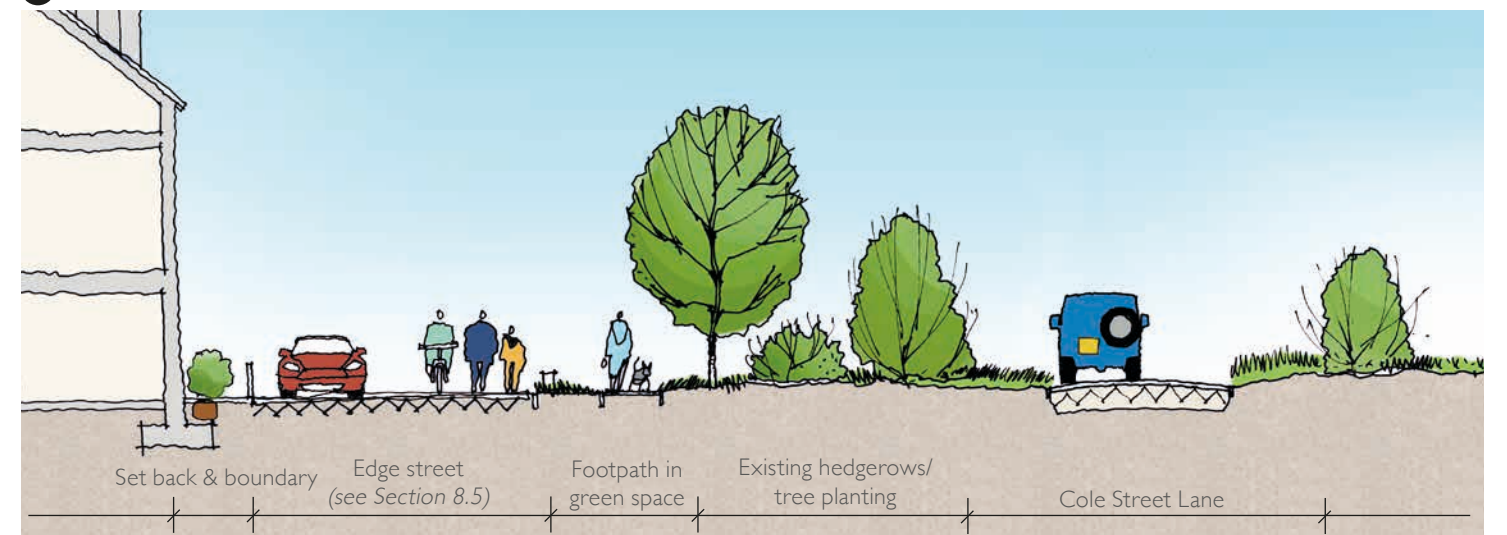 Set back & boundary
Edge street
(see Section 8.5)
Footpath in
green space
Existing hedgerows/
tree planting
Cole Street Lane